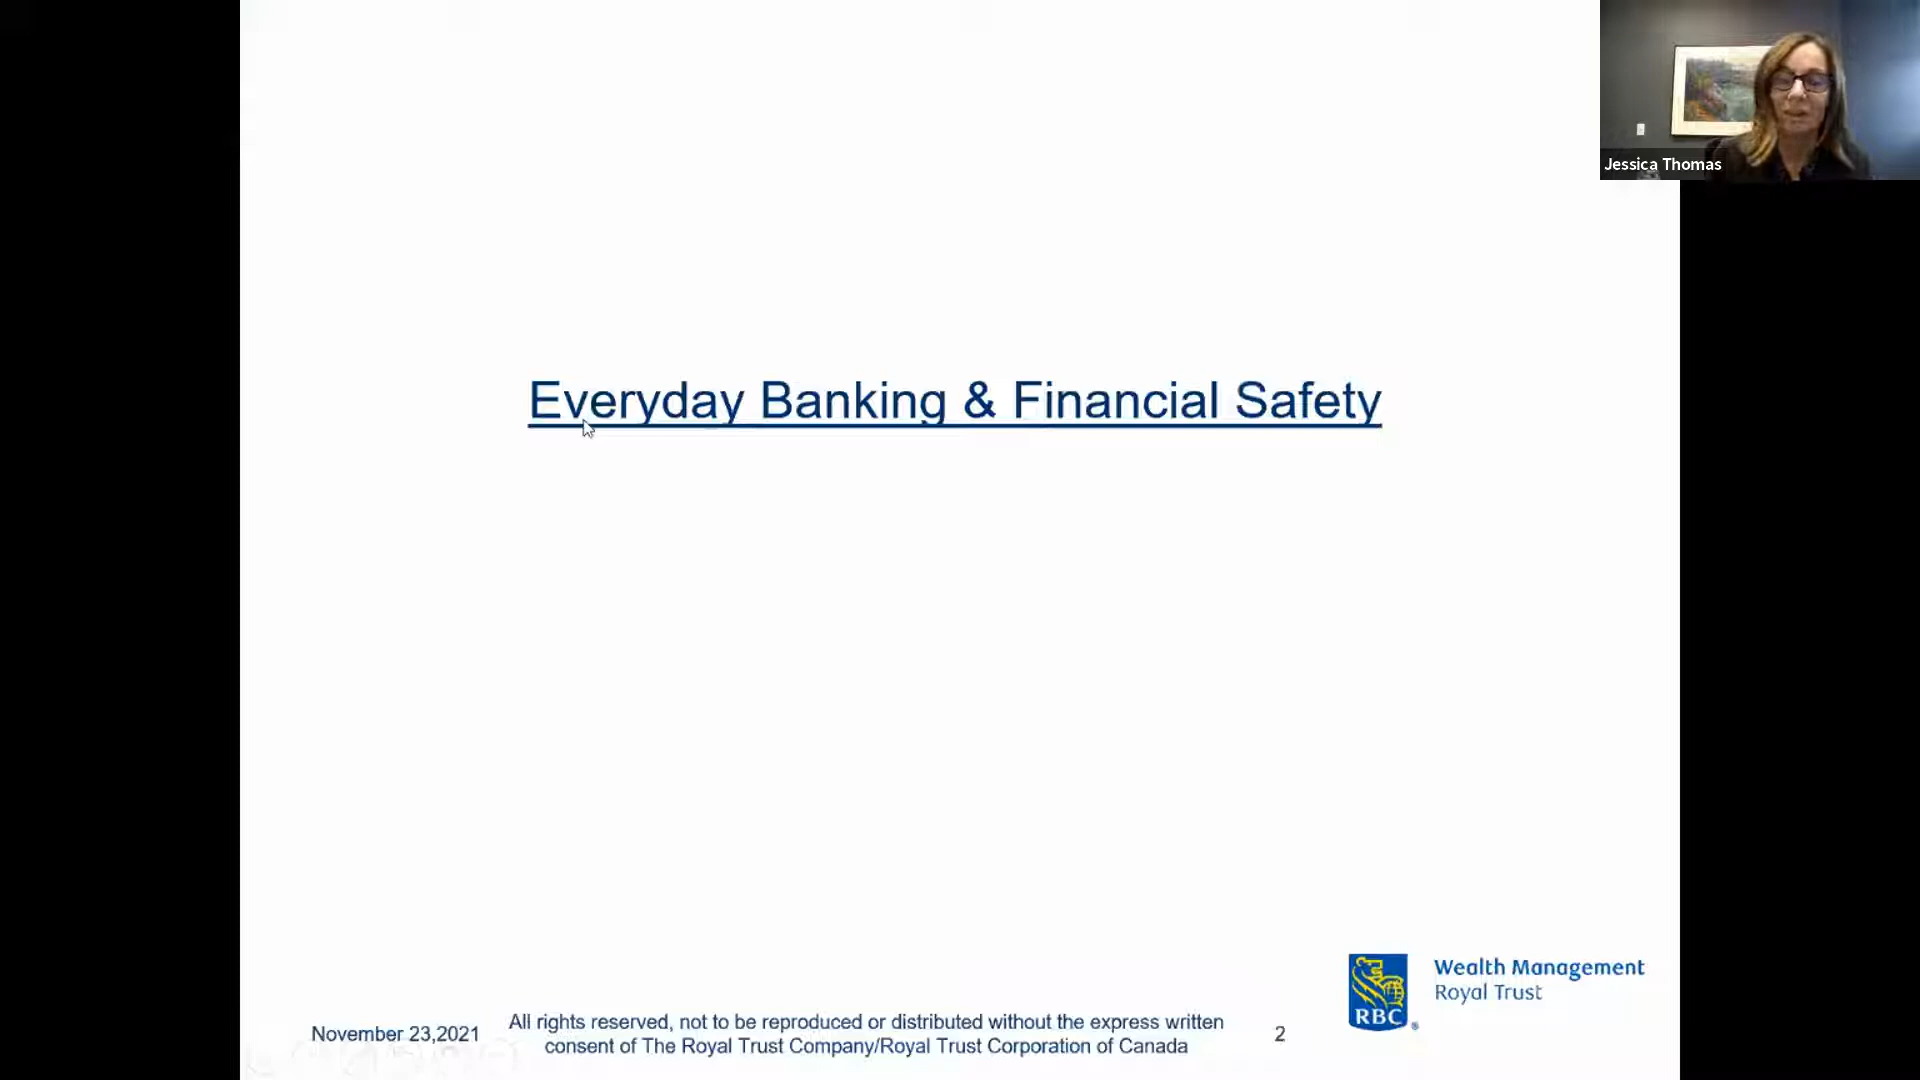 Jessica Thomas
Everyday Banking & Financial Safety
Wealth Management
Royal Trust
RBC ®
November 23,2021
All rights reserved, not to be reproduced or distributed without the express written
consent of The Royal Trust Company/Royal Trust Corporation of Canada
2